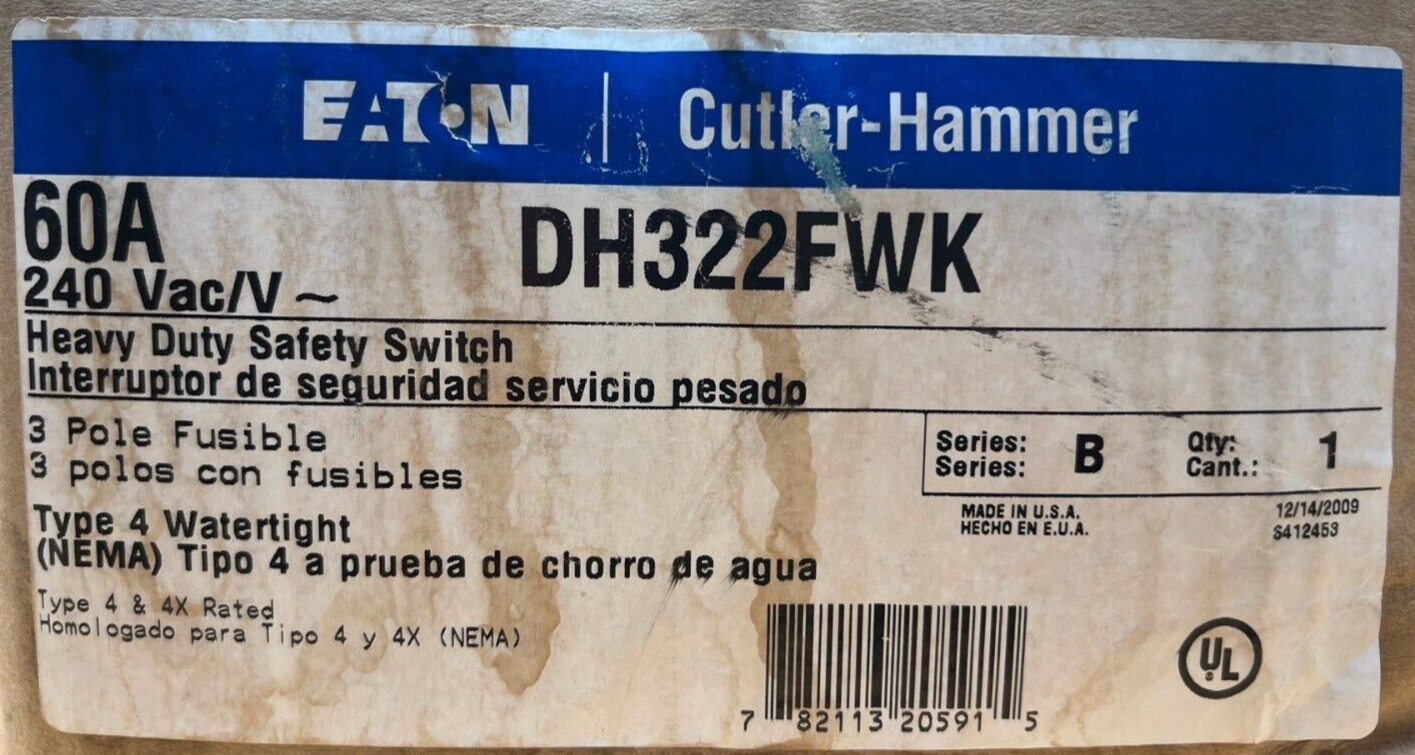 EATON | Cutler-Hammer
60A DH322FWK
240 Vac/V ~
Heavy Duty Safety Switch
Interruptor de seguridad servicio pesado
3 Pole Fusible
3 polos con fusibles
Series: B Qty: 1
Series: Cant.:
MADE IN U.S.A. 12/14/2009
HECHO EN E.U.A. S412453
Type 4 Watertight
(NEMA) Tipo 4 a prueba de chorro de agua
Type 4 & 4X Rated
Homologado para Tipo 4 y 4X (NEMA)
UL
7 82113 20591 5